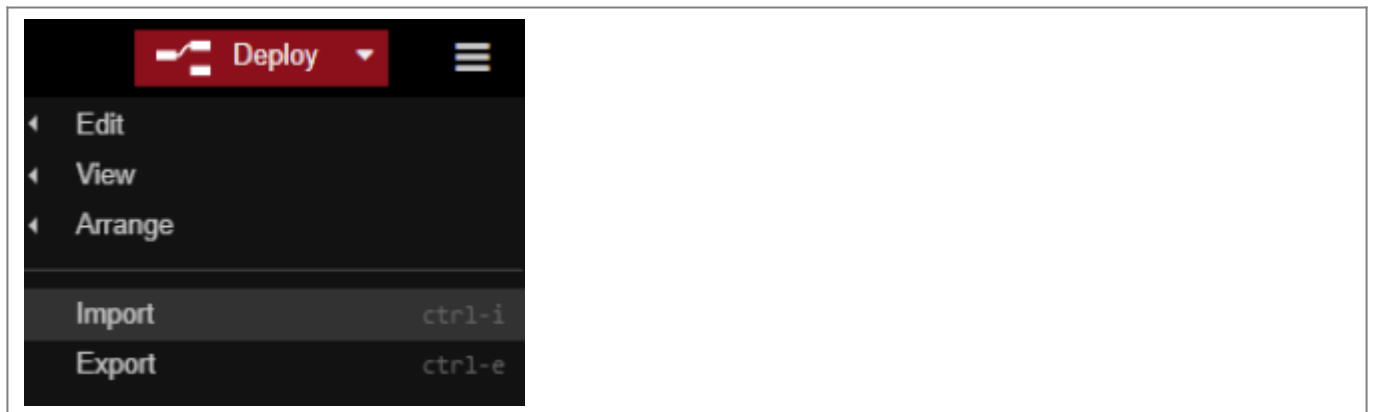 Deploy
Edit
View
Arrange
Import ctrl-i
Export ctrl-e